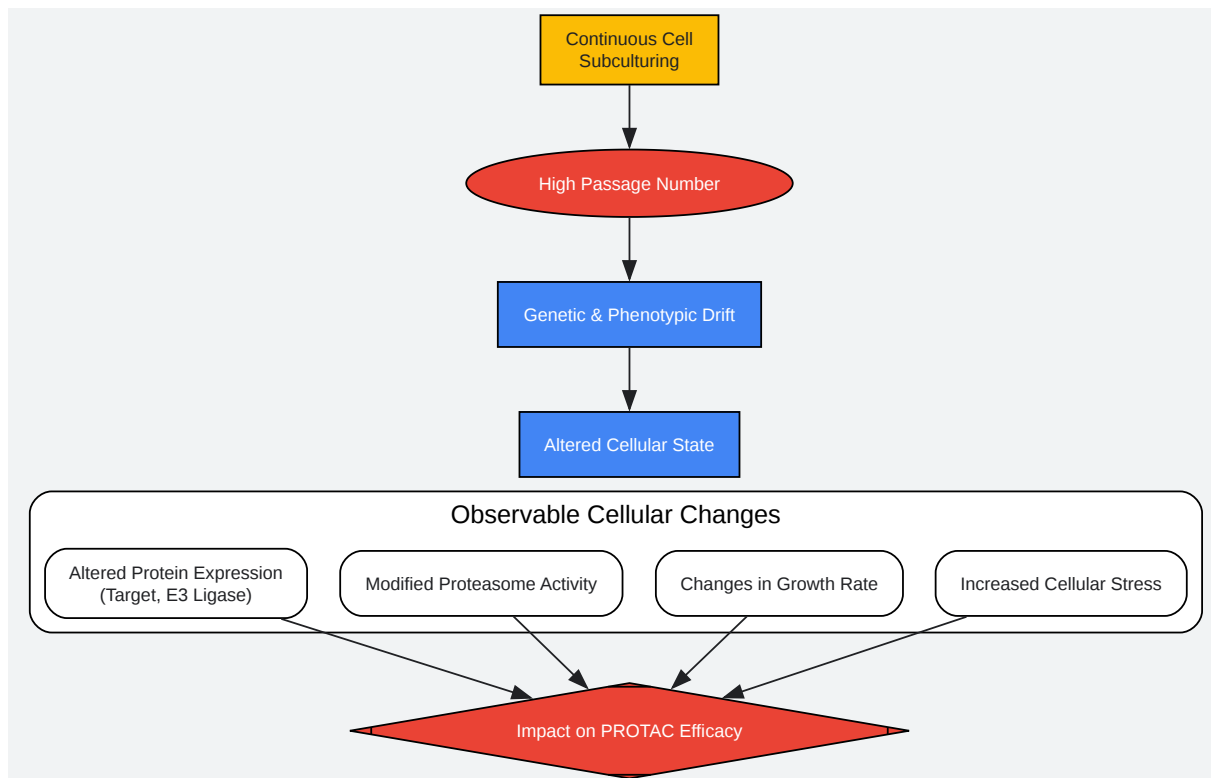 Continuous Cell
Subculturing
High Passage Number
Genetic & Phenotypic Drift
Altered Cellular State
Observable Cellular Changes
Altered Protein Expression
(Target, E3 Ligase)
Modified Proteasome Activity
Changes in Growth Rate
Increased Cellular Stress
Impact on PROTAC Efficacy